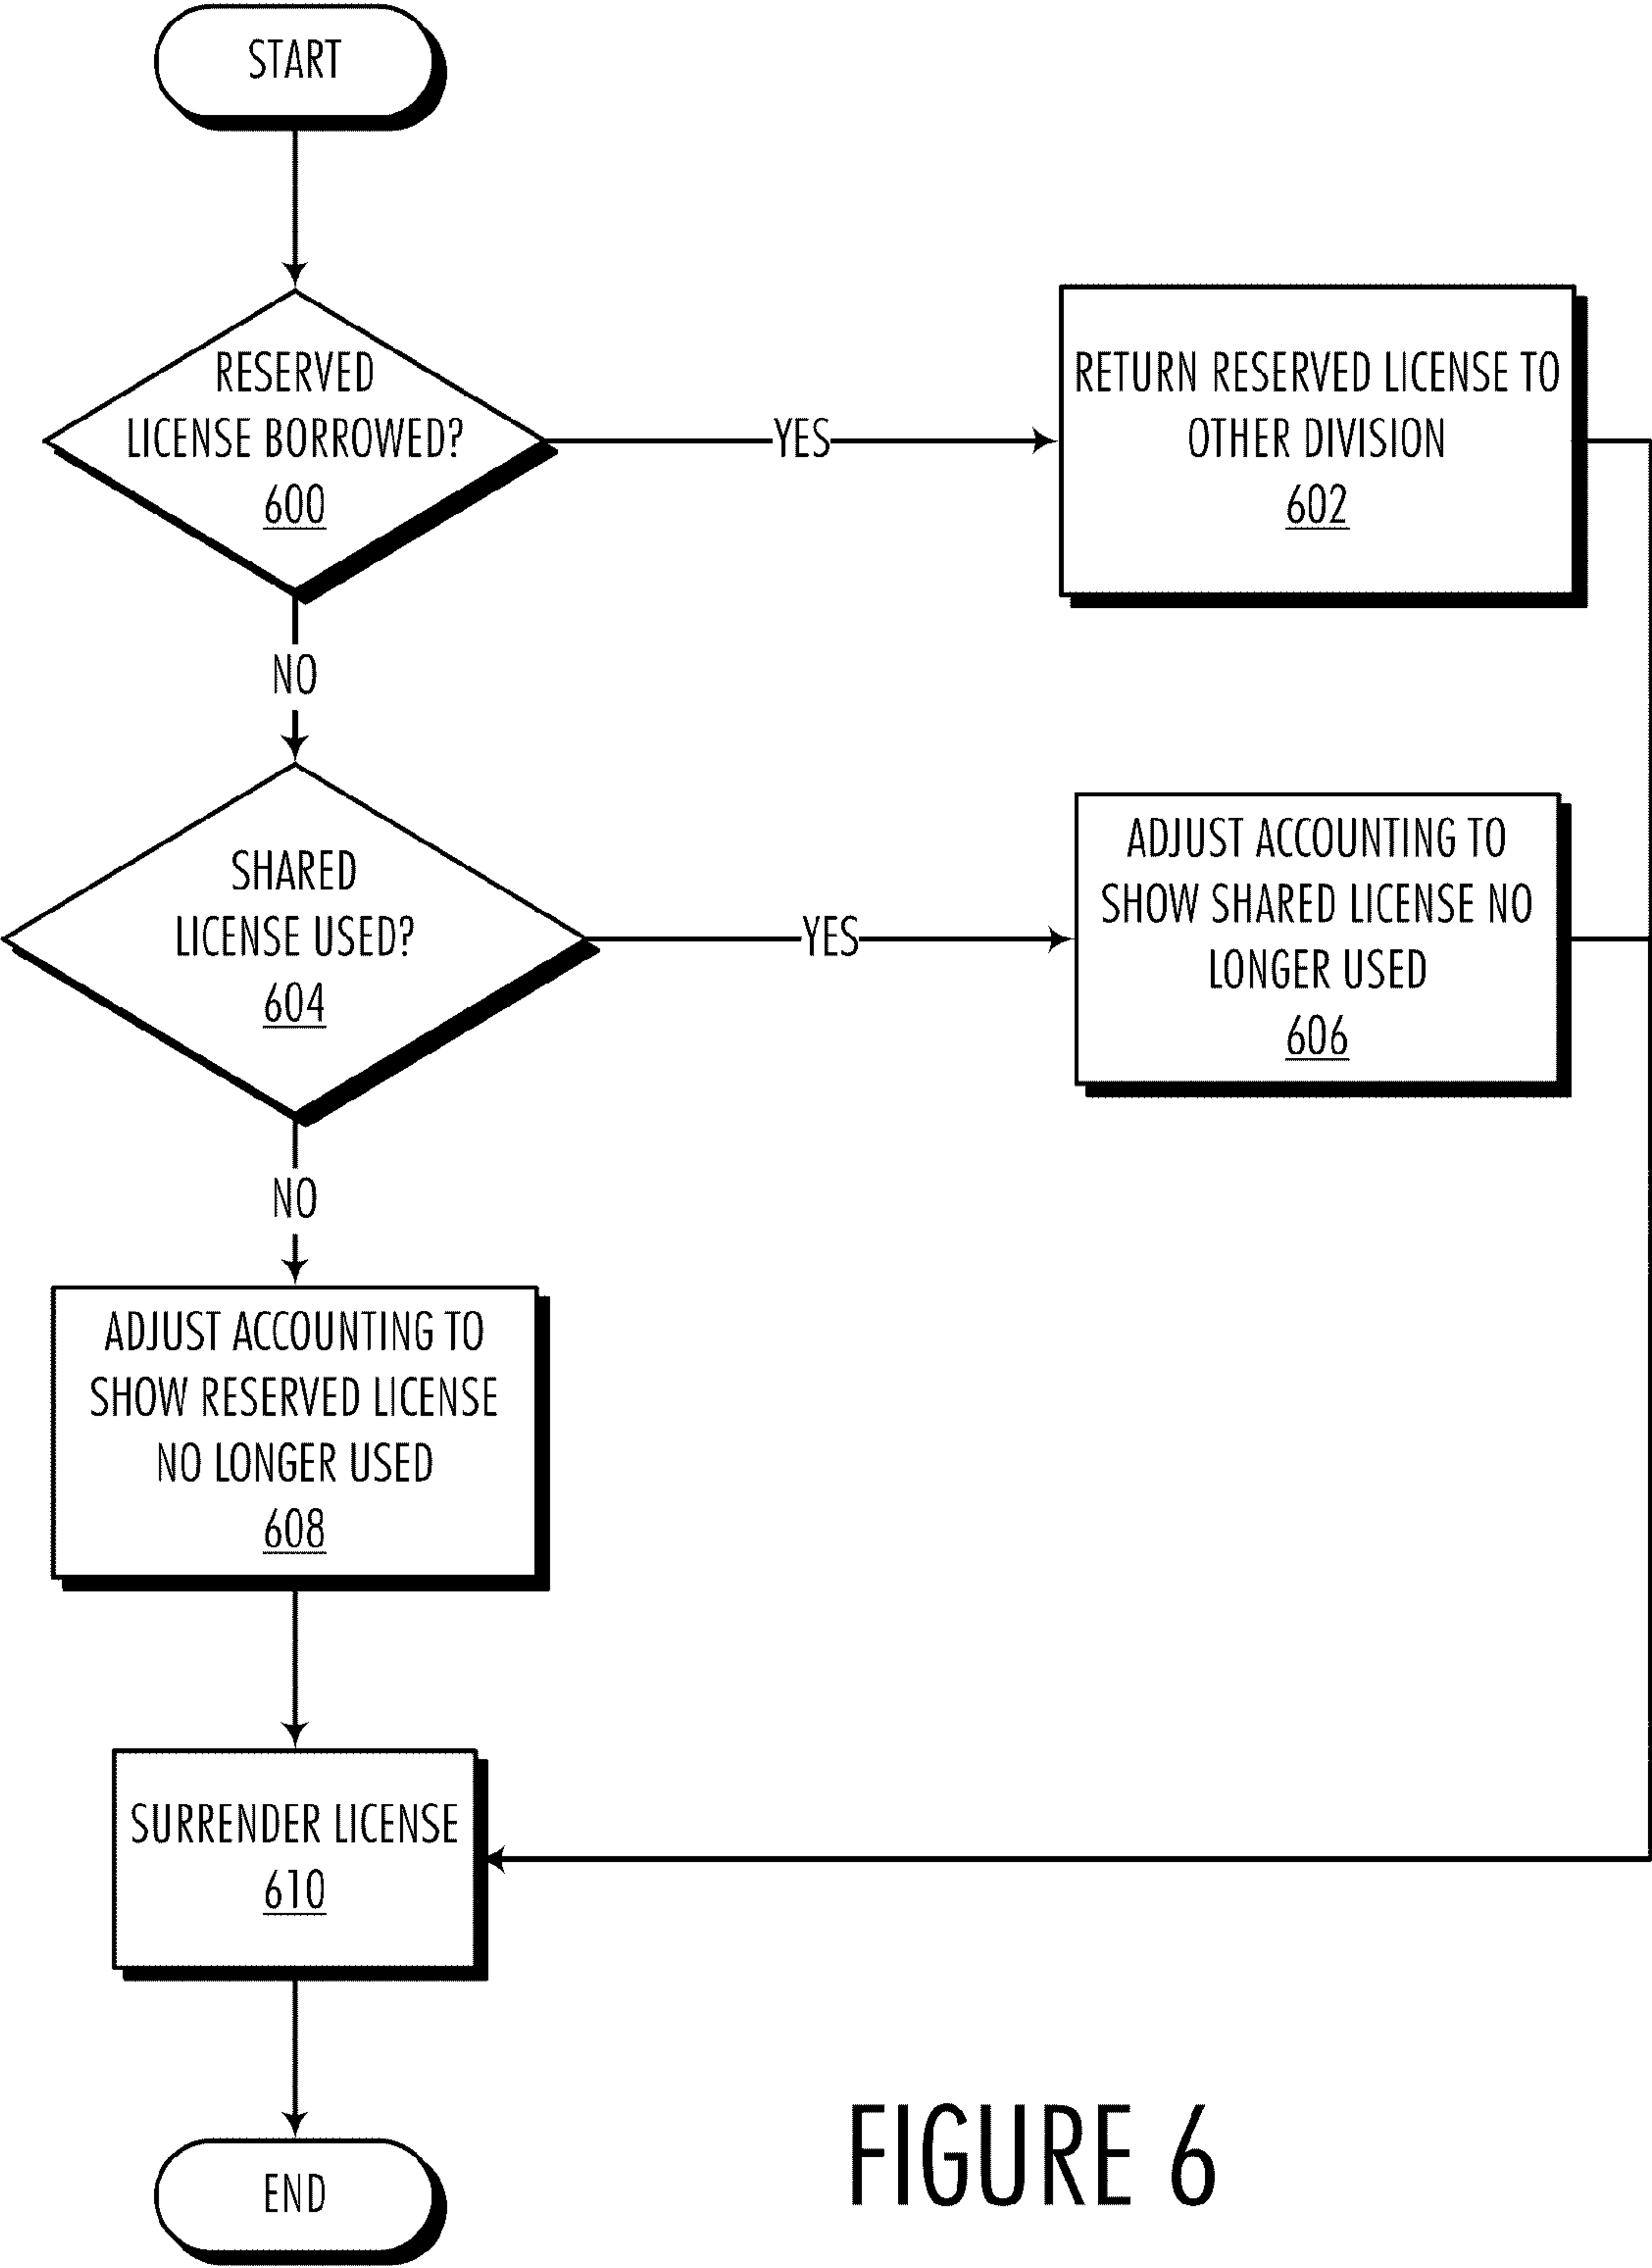 START
RESERVED
LICENSE BORROWED?
600
YES
RETURN RESERVED LICENSE TO
OTHER DIVISION
602
NO
SHARED
LICENSE USED?
604
YES
ADJUST ACCOUNTING TO
SHOW SHARED LICENSE NO
LONGER USED
606
NO
ADJUST ACCOUNTING TO
SHOW RESERVED LICENSE
NO LONGER USED
608
SURRENDER LICENSE
610
END
FIGURE 6